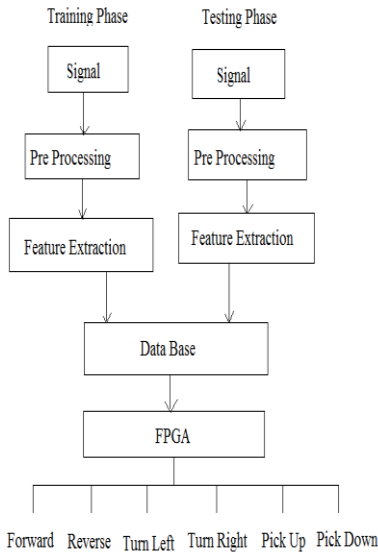 Training Phase
Testing Phase
Signal
Signal
Pre Processing
Pre Processing
Feature Extraction
Feature Extraction
Data Base
FPGA
Forward
Reverse
Turn Left
Turn Right
Pick Up
Pick Down